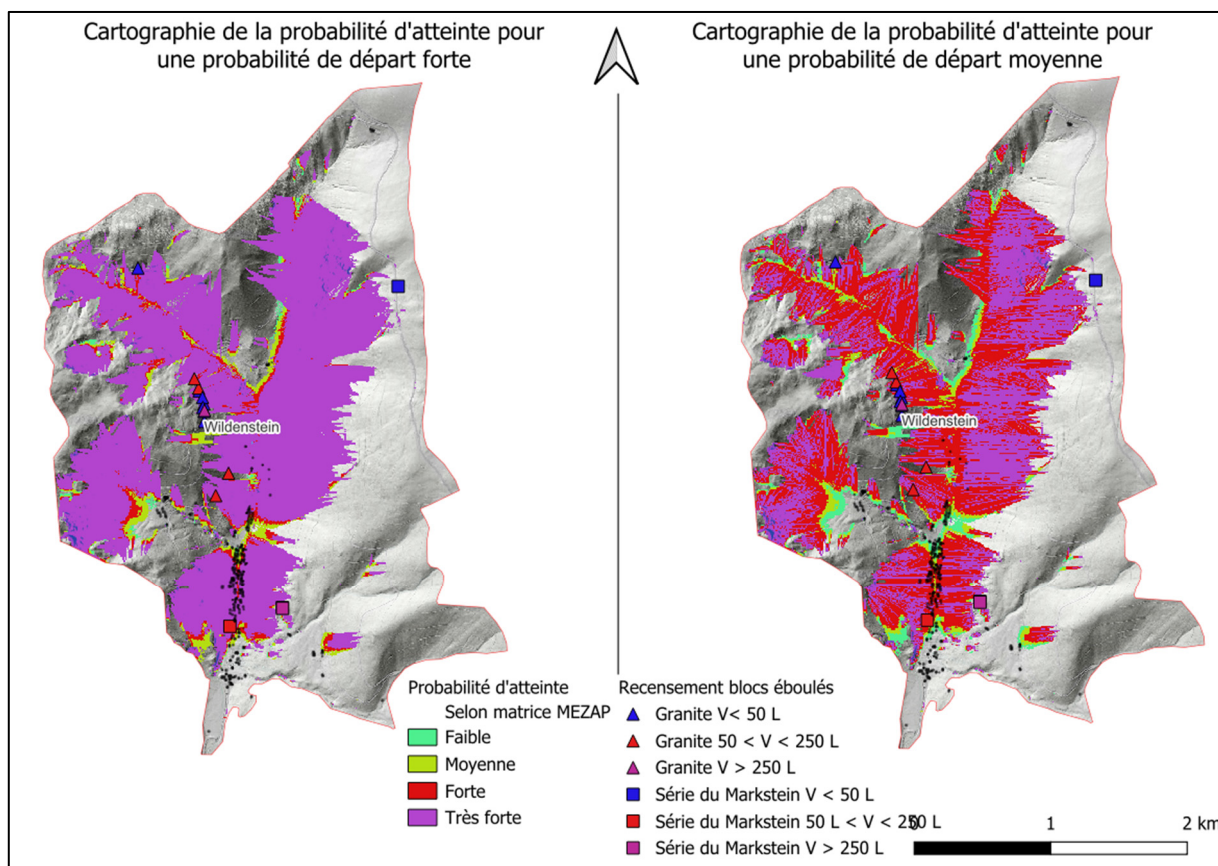 Cartographie de la probabilité d'atteinte pour
une probabilité de départ forte
Cartographie de la probabilité d'atteinte pour
une probabilité de départ moyenne
Wildenstein
Wildenstein
Probabilité d'atteinte
Selon matrice MEZAP
Faible
Moyenne
Forte
Très forte
Recensement blocs éboulés
Granite V< 50 L
Granite 50 < V < 250 L
Granite V > 250 L
Série du Markstein V < 50 L
Série du Markstein 50 L < V < 250 L
Série du Markstein V > 250 L
0 1 2 km